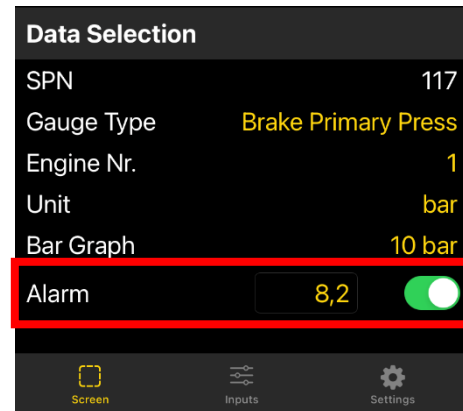 Data Selection
SPN 117
Gauge Type Brake Primary Press
Engine Nr. 1
Unit bar
Bar Graph 10 bar
Alarm 8,2
Screen Inputs Settings